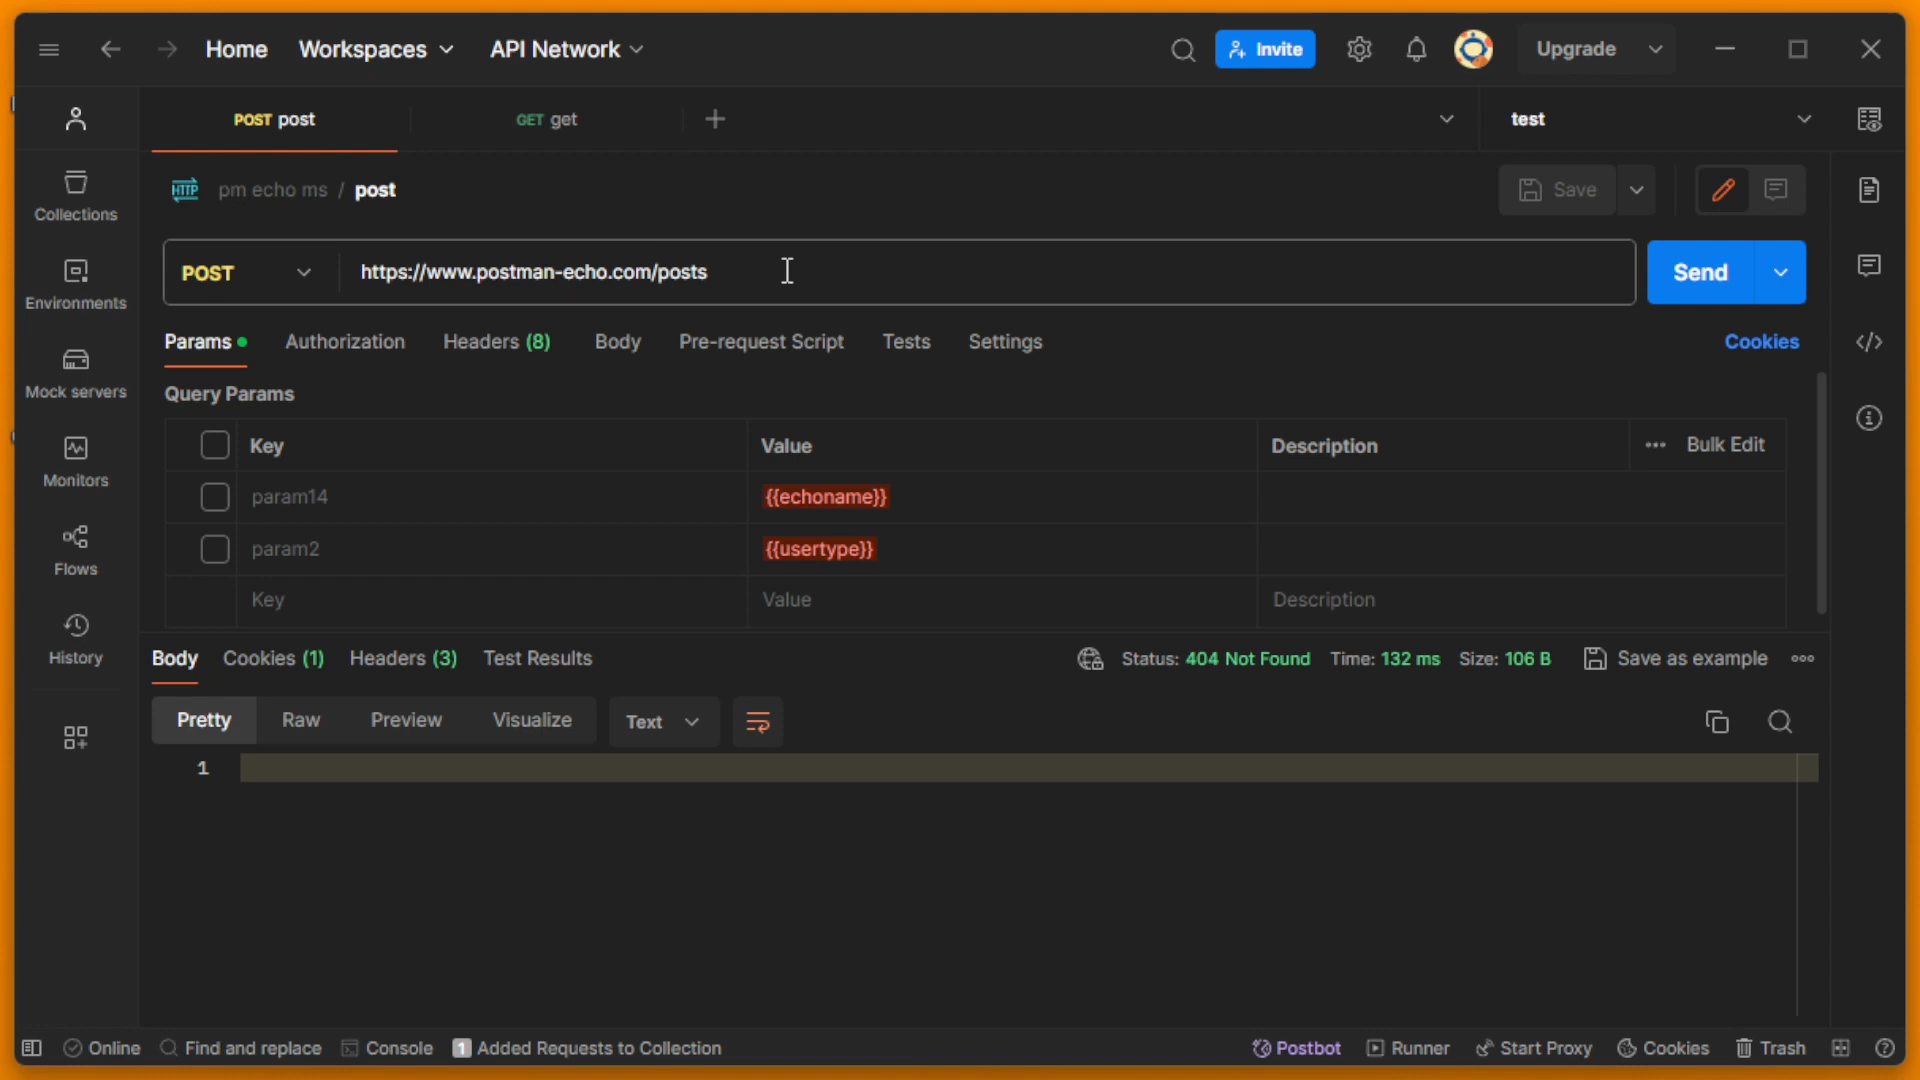 Home Workspaces API Network Invite Upgrade
POST post GET get test
HTTP pm echo ms / post Save
POST https://www.postman-echo.com/posts Send
Params Authorization Headers (8) Body Pre-request Script Tests Settings Cookies
Query Params
Key Value Description Bulk Edit
param14 {{echoname}}
param2 {{usertype}}
Key Value Description
Collections
Environments
Mock servers
Monitors
Flows
History
Body Cookies (1) Headers (3) Test Results Status: 404 Not Found Time: 132 ms Size: 106 B Save as example
Pretty Raw Preview Visualize Text
1
Online Find and replace Console 1 Added Requests to Collection Postbot Runner Start Proxy Cookies Trash